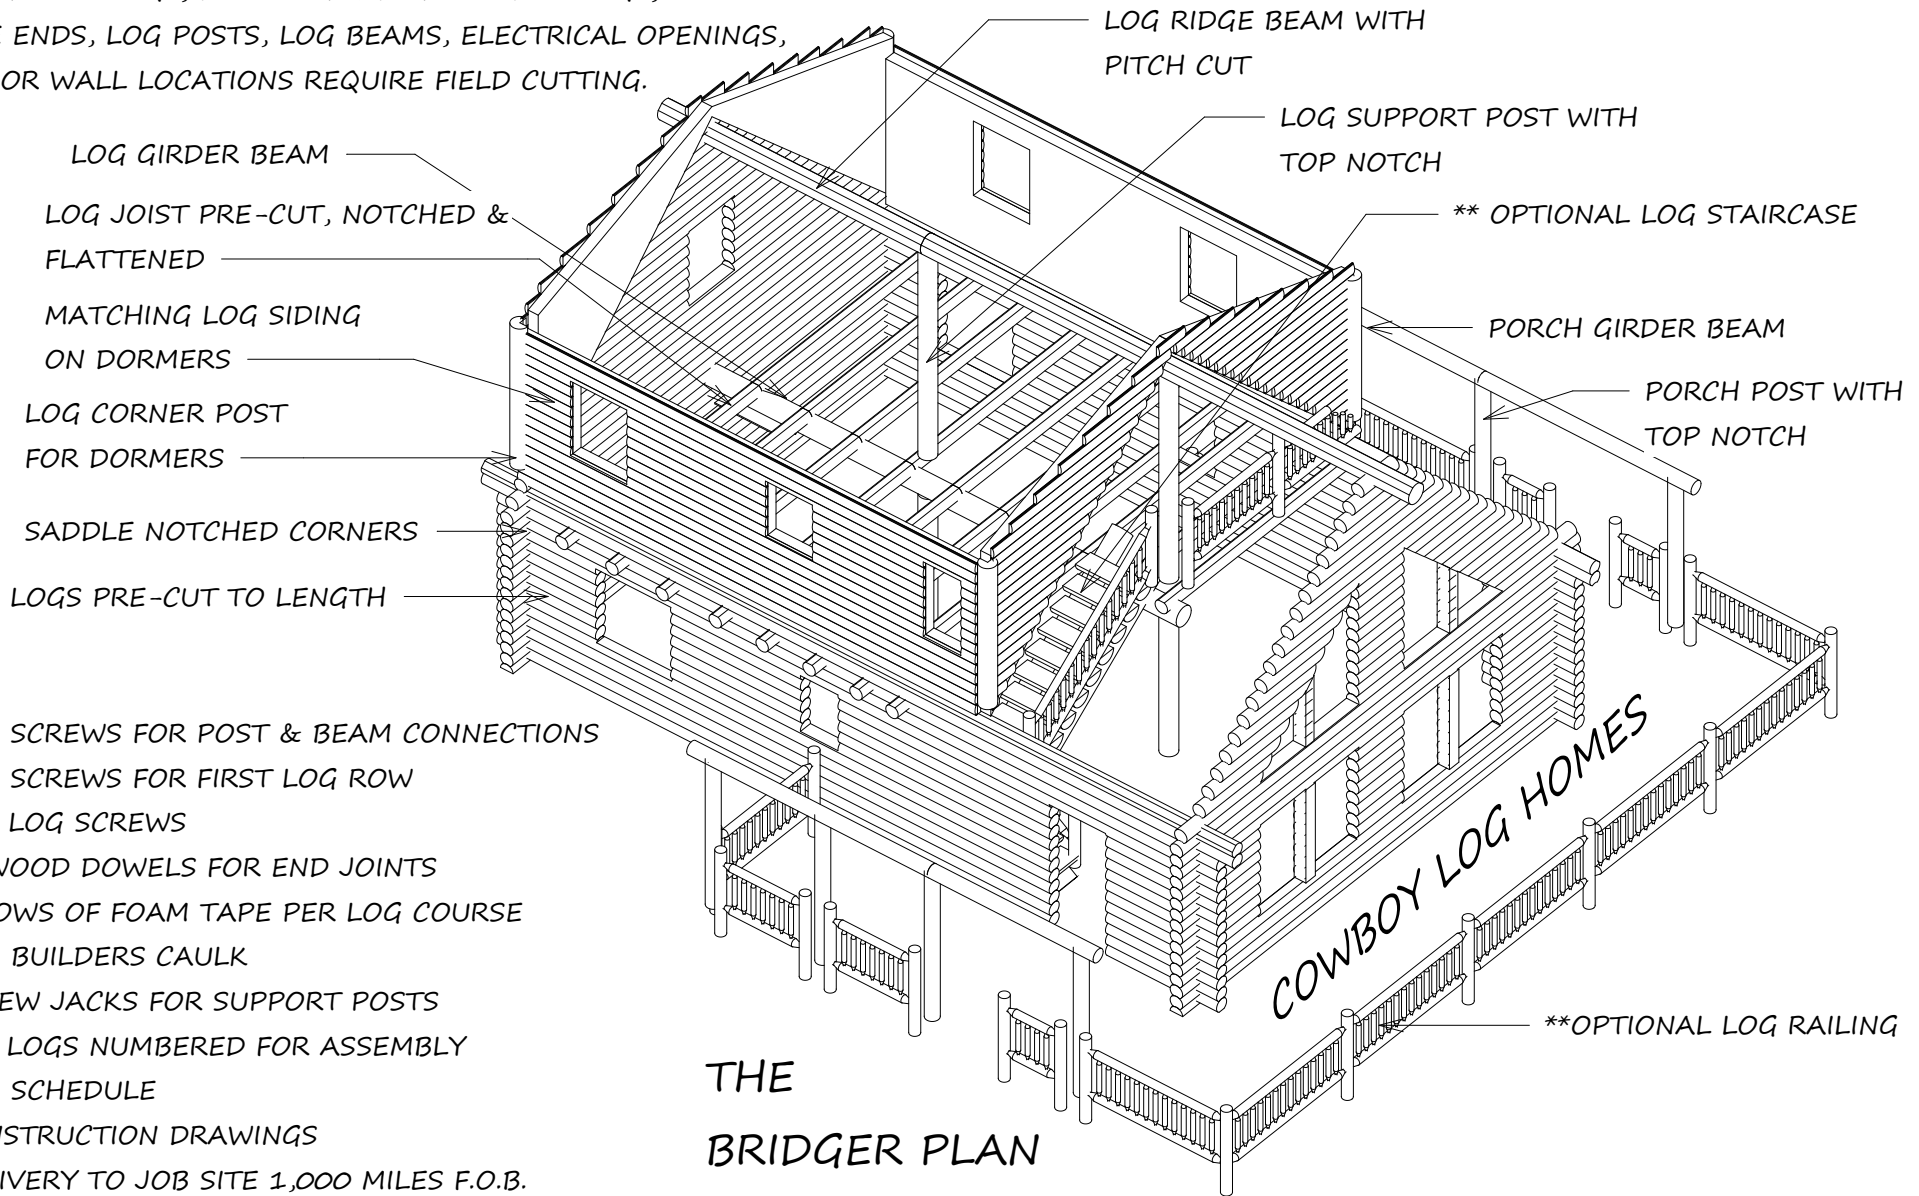 ENDS, LOG POSTS, LOG BEAMS, ELECTRICAL OPENINGS,
OR WALL LOCATIONS REQUIRE FIELD CUTTING.
LOG RIDGE BEAM WITH
PITCH CUT
LOG GIRDER BEAM
LOG SUPPORT POST WITH
TOP NOTCH
LOG JOIST PRE-CUT, NOTCHED &
FLATTENED
** OPTIONAL LOG STAIRCASE
MATCHING LOG SIDING
ON DORMERS
PORCH GIRDER BEAM
LOG CORNER POST
FOR DORMERS
PORCH POST WITH
TOP NOTCH
SADDLE NOTCHED CORNERS
LOGS PRE-CUT TO LENGTH
SCREWS FOR POST & BEAM CONNECTIONS
SCREWS FOR FIRST LOG ROW
LOG SCREWS
WOOD DOWELS FOR END JOINTS
OWS OF FOAM TAPE PER LOG COURSE
BUILDERS CAULK
EW JACKS FOR SUPPORT POSTS
LOGS NUMBERED FOR ASSEMBLY
SCHEDULE
NSTRUCTION DRAWINGS
IVERY TO JOB SITE 1,000 MILES F.O.B.
COWBOY LOG HOMES
**OPTIONAL LOG RAILING
THE
BRIDGER PLAN